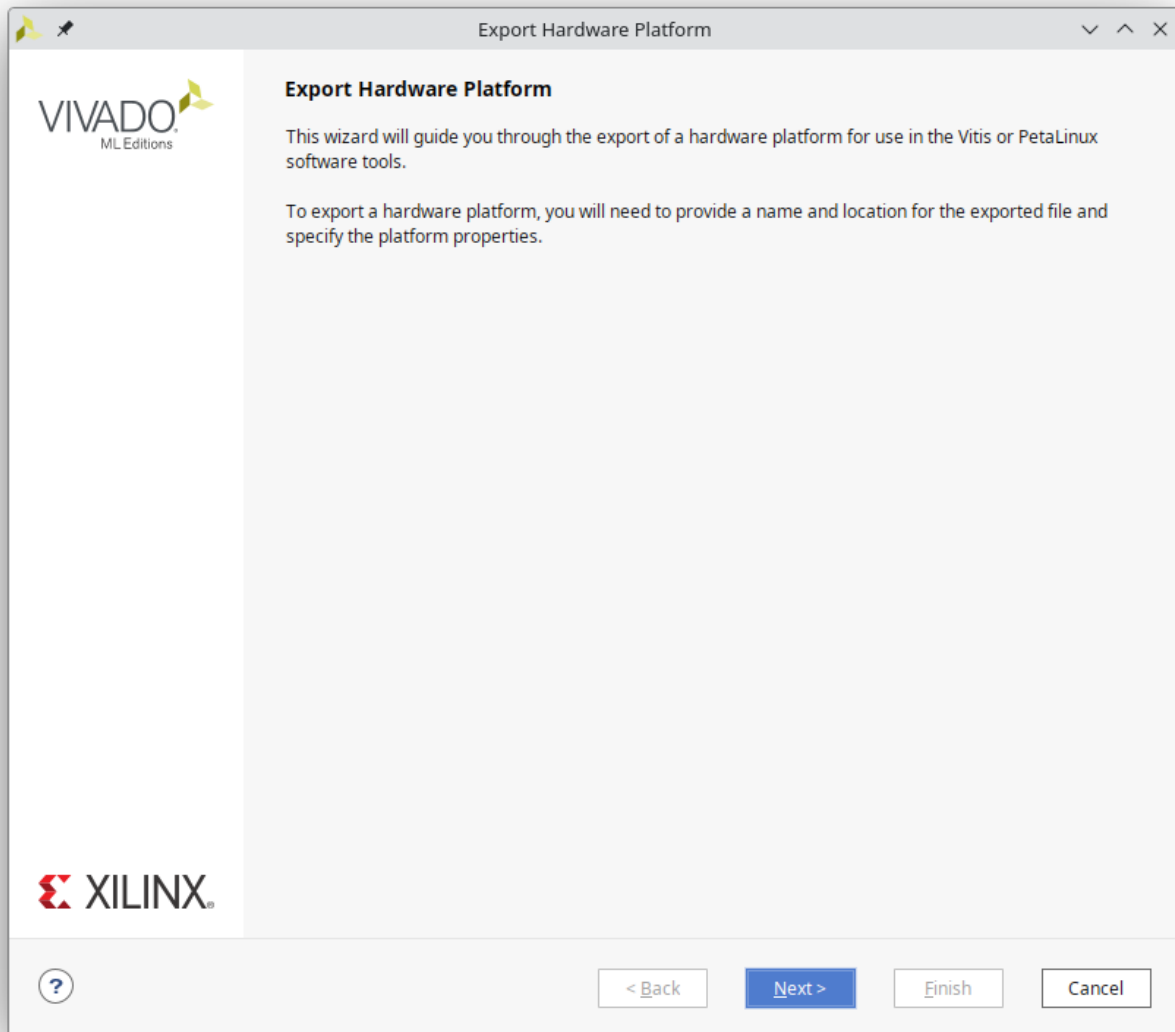 Export Hardware Platform
VIVADO.
ML Editions
Export Hardware Platform
This wizard will guide you through the export of a hardware platform for use in the Vitis or PetaLinux
software tools.
To export a hardware platform, you will need to provide a name and location for the exported file and
specify the platform properties.
XILINX®
?
< Back
Next >
Finish
Cancel